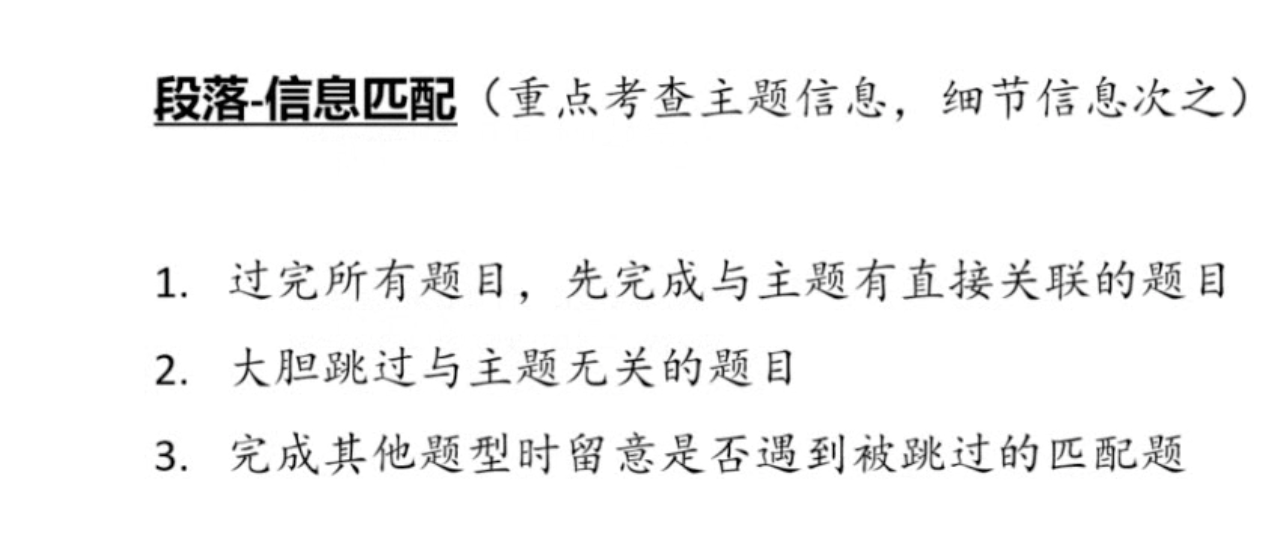 段落-信息匹配（重点考查主题信息，细节信息次之）
1. 过完所有题目，先完成与主题有直接关联的题目
2. 大胆跳过与主题无关的题目
3. 完成其他题型时留意是否遇到被跳过的匹配题